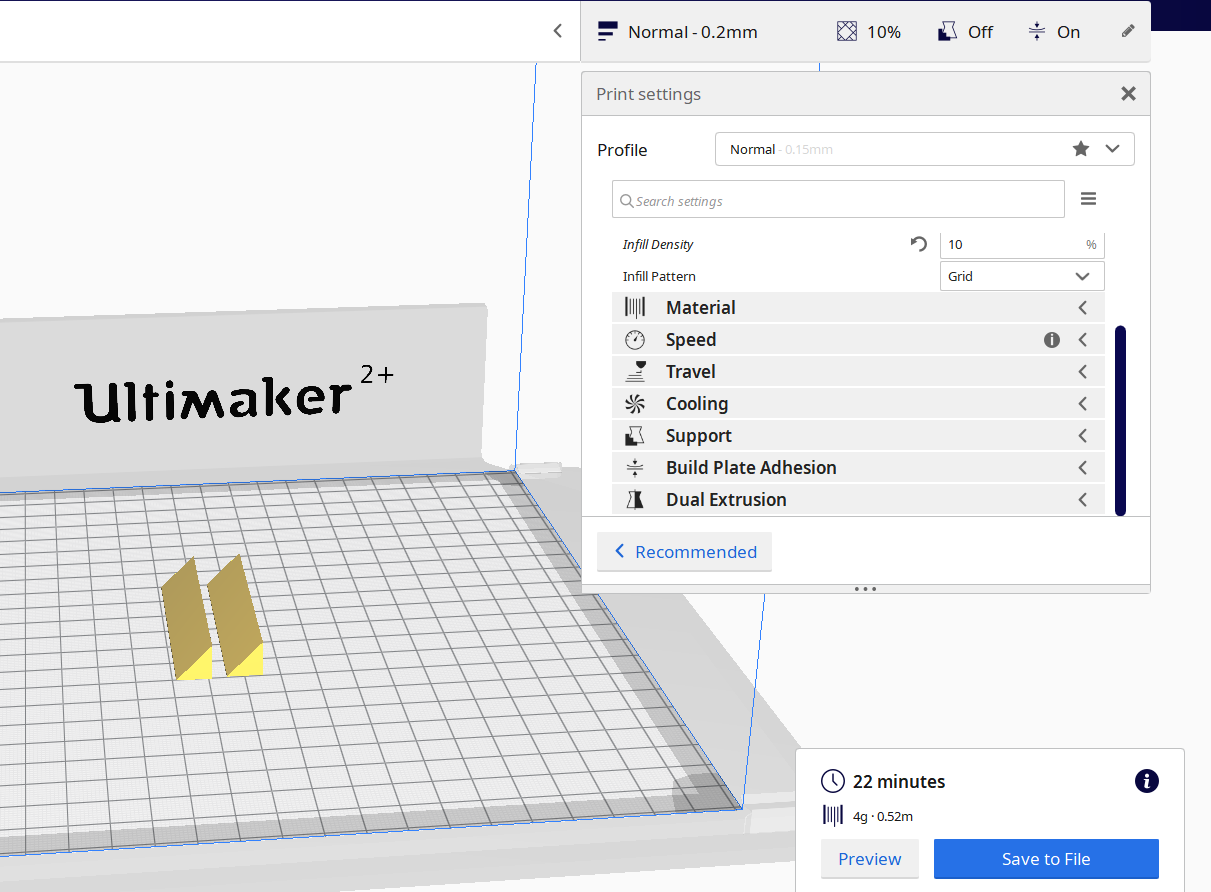 Normal - 0.2mm 10% Off On
Print settings
Profile Normal - 0.15mm
Search settings
Infill Density 10 %
Infill Pattern Grid
Material
Speed
Travel
Cooling
Support
Build Plate Adhesion
Dual Extrusion
Recommended
Ultimaker 2+
22 minutes
4g · 0.52m
Preview Save to File